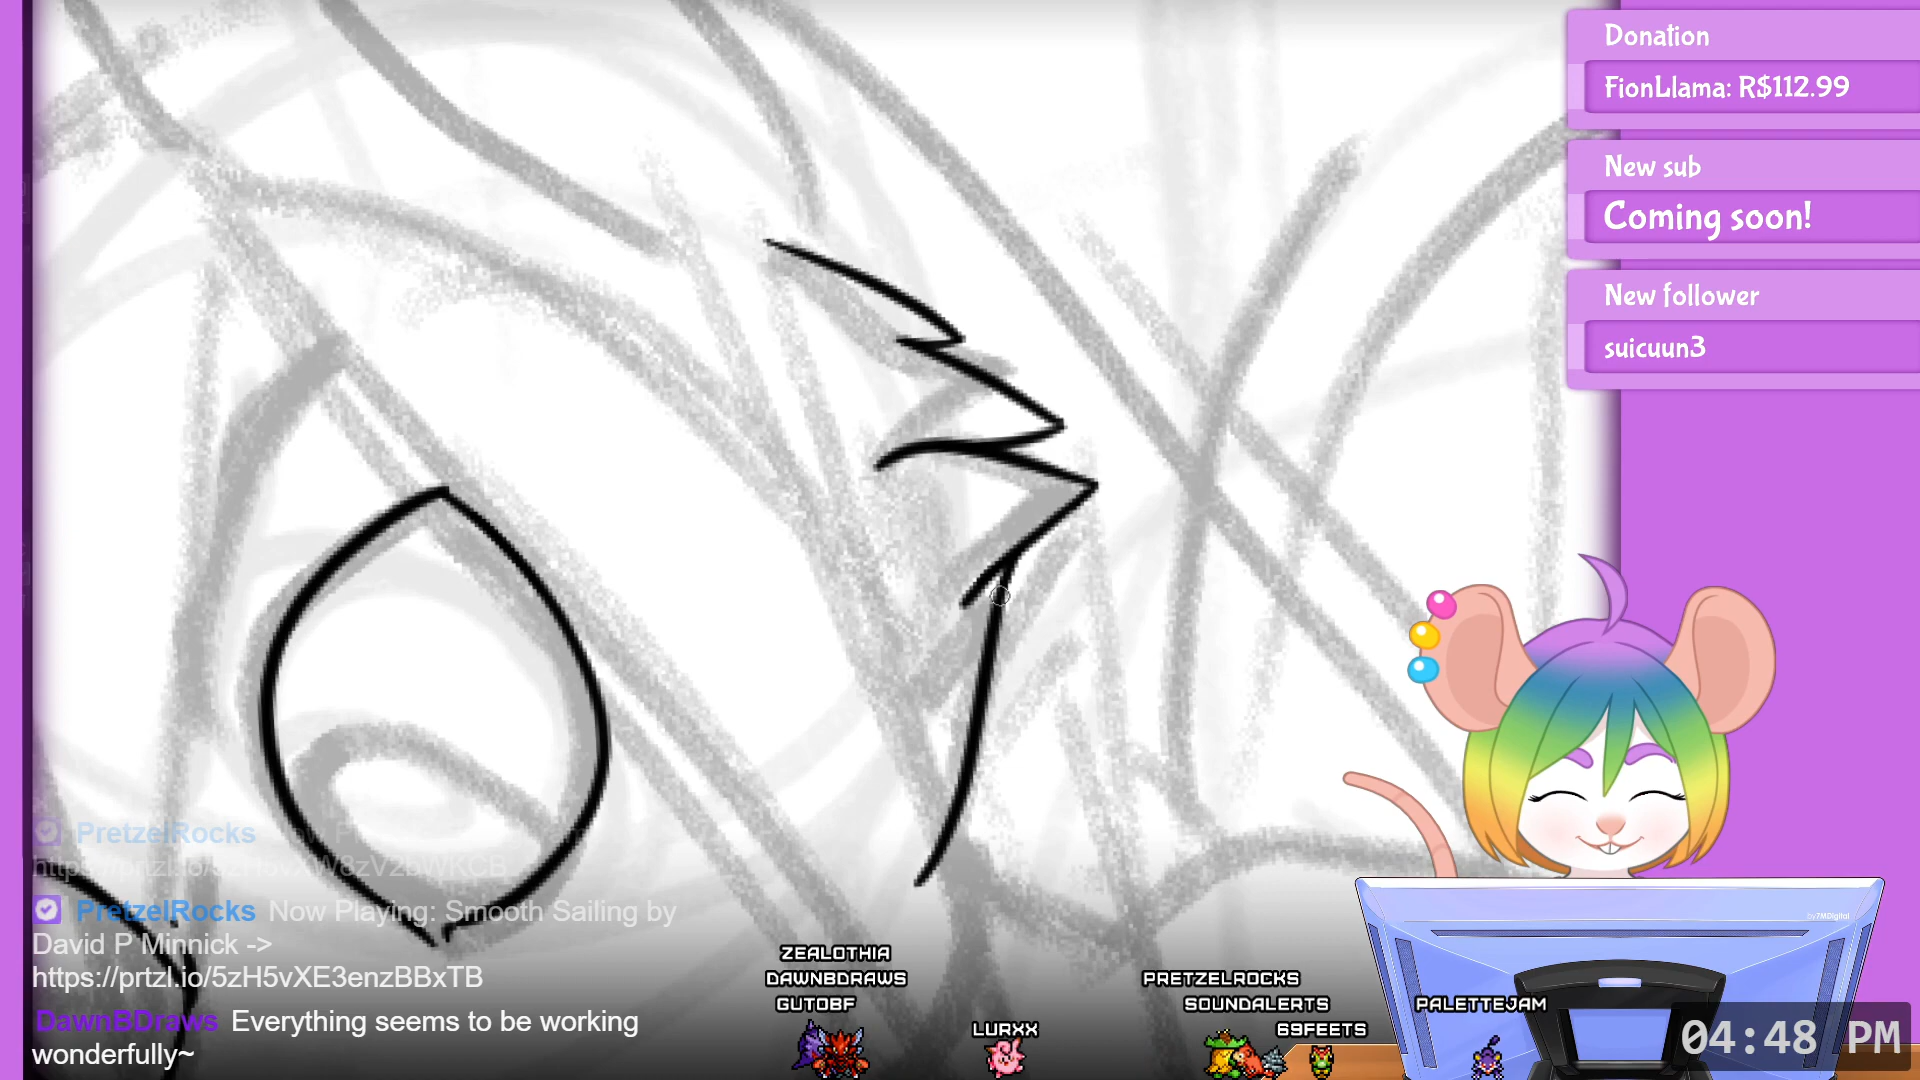 Donation
FionLlama: R$112.99
New sub
Coming soon!
New follower
suicuun3
PretzelRocks
PretzelRocks Now Playing: Smooth Sailing by
David P Minnick ->
https://prtzl.io/5zH5vXE3enzBBxTB
DawnBDraws Everything seems to be working
wonderfully~
ZEALOTHIA
DAWNBDRAWS
GUTOBF
LURXX
PRETZELROCKS
SOUNDALERTS
69FEETS
PALETTEJAM
by7MDigital
04:48 PM